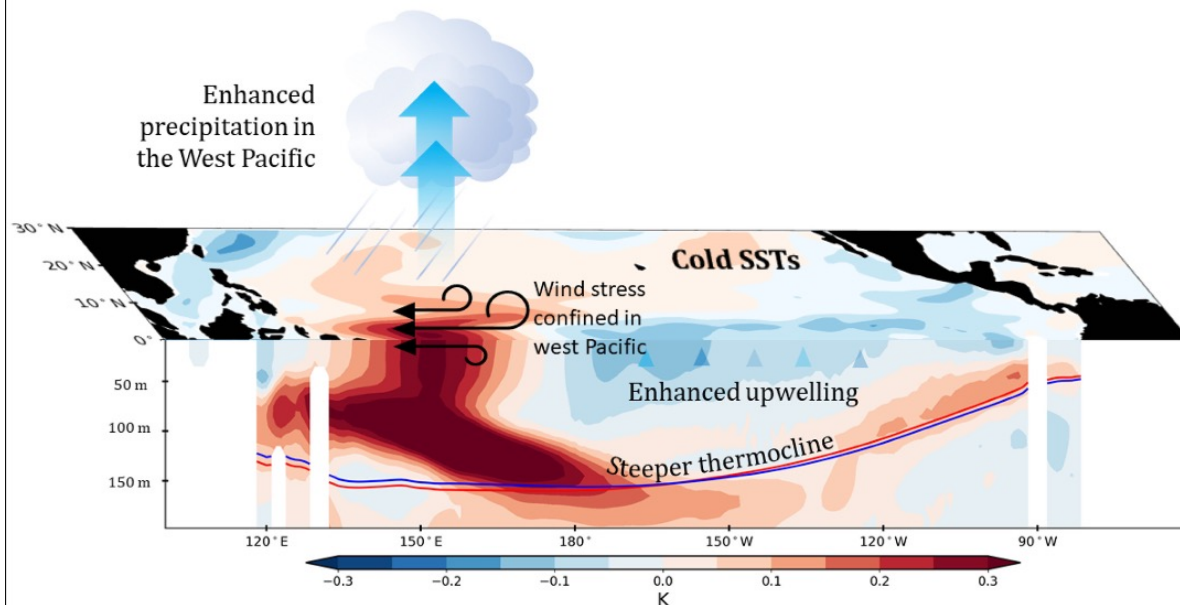 Enhanced
precipitation in
the West Pacific
30°N
20°N
10°N
0°
Cold SSTs
Wind stress
confined in
west Pacific
Enhanced upwelling
Steeper thermocline
50 m
100 m
150 m
120°E
150°E
180°
150°W
120°W
90°W
−0.3
−0.2
−0.1
0.0
0.1
0.2
0.3
K